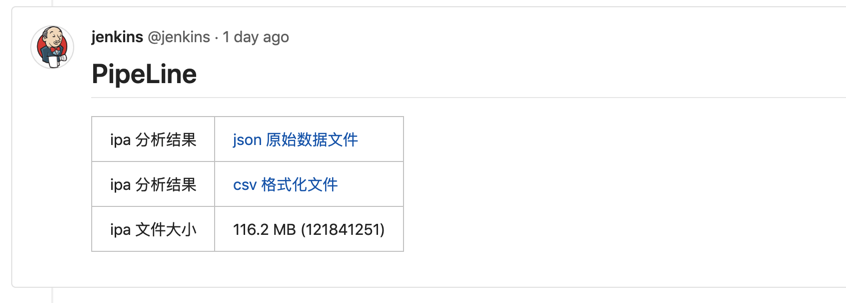 jenkins @jenkins · 1 day ago
PipeLine
ipa 分析结果 json 原始数据文件
ipa 分析结果 csv 格式化文件
ipa 文件大小 116.2 MB (121841251)